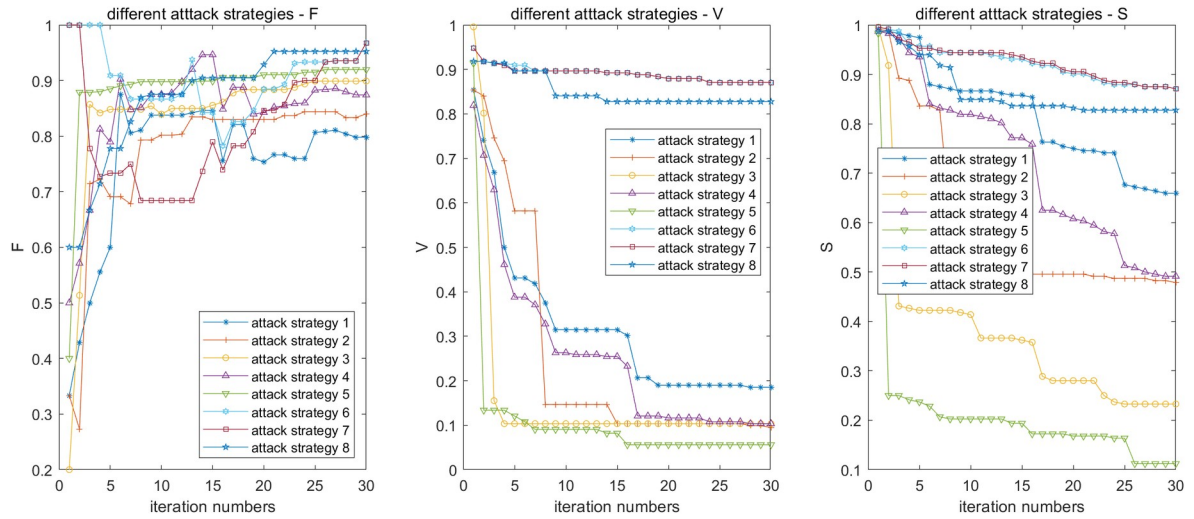 different atttack strategies - F
1
0.9
0.8
0.7
0.6
0.5
0.4
0.3
0.2
F
0 5 10 15 20 25 30
iteration numbers
attack strategy 1
attack strategy 2
attack strategy 3
attack strategy 4
attack strategy 5
attack strategy 6
attack strategy 7
attack strategy 8
different atttack strategies - V
1
0.9
0.8
0.7
0.6
0.5
0.4
0.3
0.2
0.1
0
V
0 5 10 15 20 25 30
iteration numbers
attack strategy 1
attack strategy 2
attack strategy 3
attack strategy 4
attack strategy 5
attack strategy 6
attack strategy 7
attack strategy 8
different atttack strategies - S
1
0.9
0.8
0.7
0.6
0.5
0.4
0.3
0.2
0.1
S
0 5 10 15 20 25 30
iteration numbers
attack strategy 1
attack strategy 2
attack strategy 3
attack strategy 4
attack strategy 5
attack strategy 6
attack strategy 7
attack strategy 8